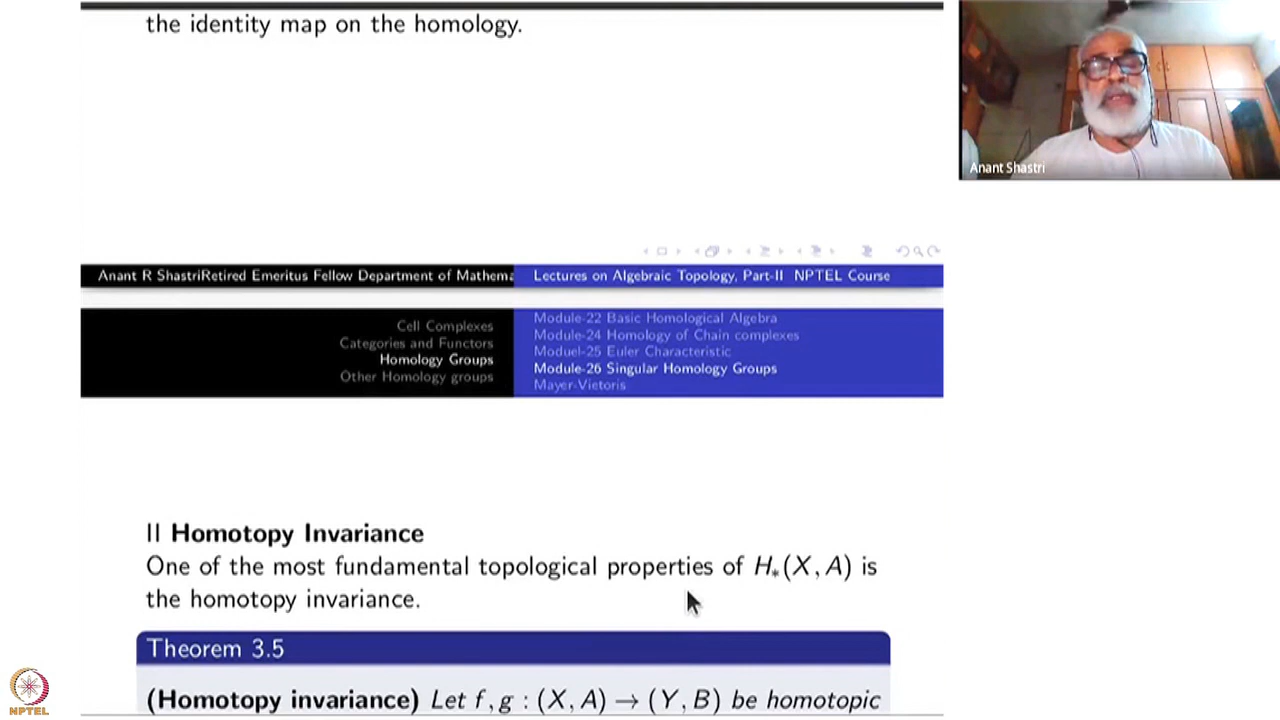 the identity map on the homology.
Anant Shastri
Anant R ShastriRetired Emeritus Fellow Department of Mathema
Lectures on Algebraic Topology, Part-II NPTEL Course
Cell Complexes
Categories and Functors
Homology Groups
Other Homology groups
Module-22 Basic Homological Algebra
Module-24 Homology of Chain complexes
Moduel-25 Euler Characteristic
Module-26 Singular Homology Groups
Mayer-Vietoris
II Homotopy Invariance
One of the most fundamental topological properties of H∗(X, A) is
the homotopy invariance.
Theorem 3.5
(Homotopy invariance) Let f, g : (X, A) → (Y, B) be homotopic
NPTEL